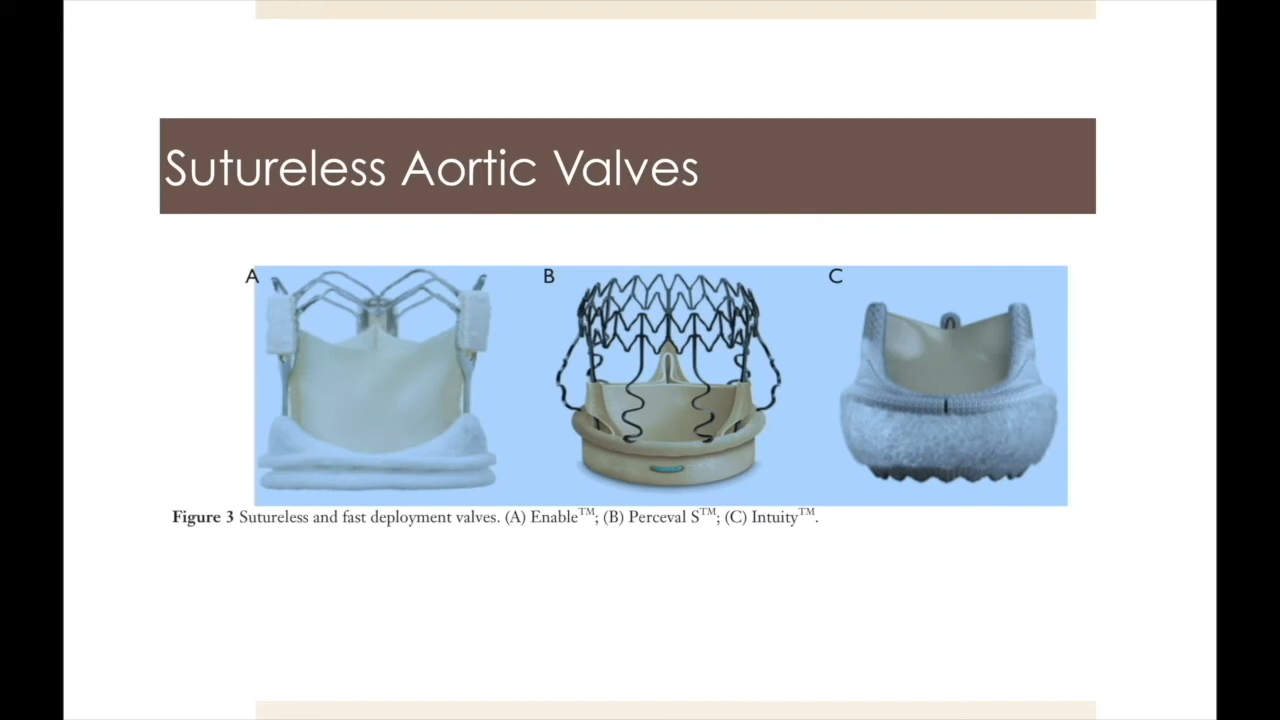 Sutureless Aortic Valves
A B C
Figure 3 Sutureless and fast deployment valves. (A) Enable™; (B) Perceval S™; (C) Intuity™.